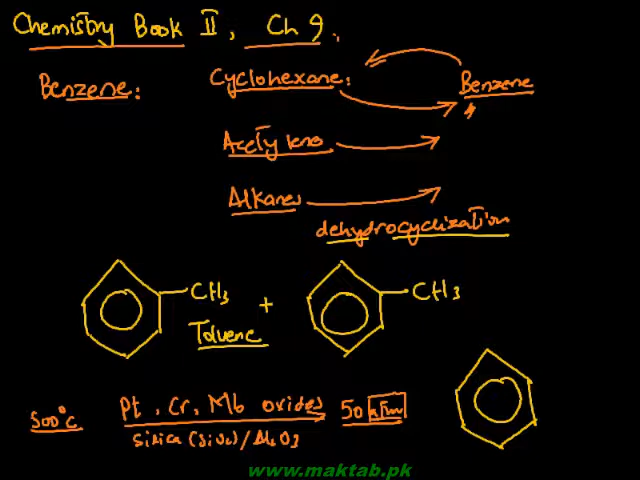 Chemistry Book II, Ch 9.
Benzene: Cyclohexane: Benzene
Acetylene
Alkanes
dehydrocyclization
CH3 + CH3
Toluene
500°C Pt, Cr, Mb oxides 50 atm
silica (SiO2)/Al2O3
www.maktab.pk